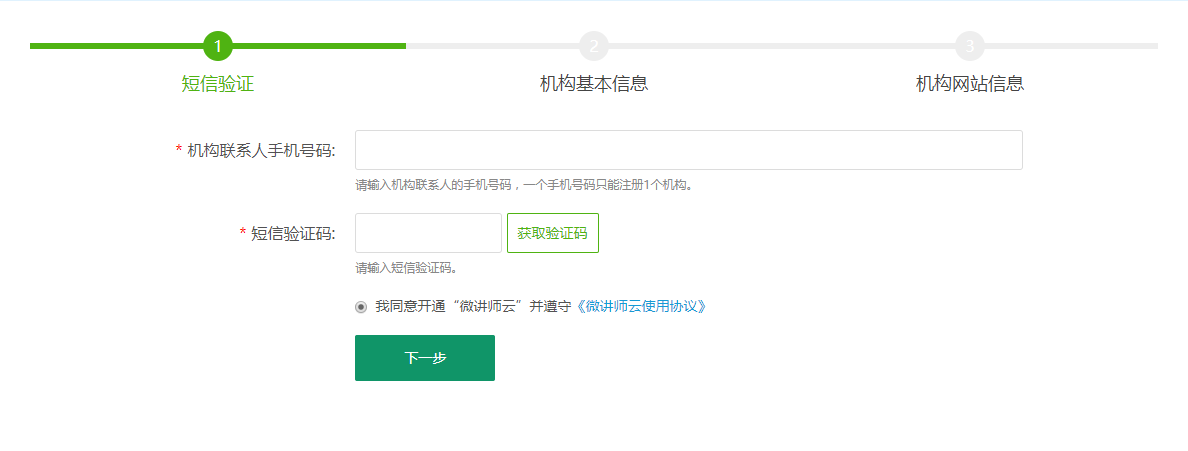 1 2 3
短信验证 机构基本信息 机构网站信息
* 机构联系人手机号码:
请输入机构联系人的手机号码，一个手机号码只能注册1个机构。
* 短信验证码: 获取验证码
请输入短信验证码。
我同意开通“微讲师云”并遵守《微讲师云使用协议》
下一步